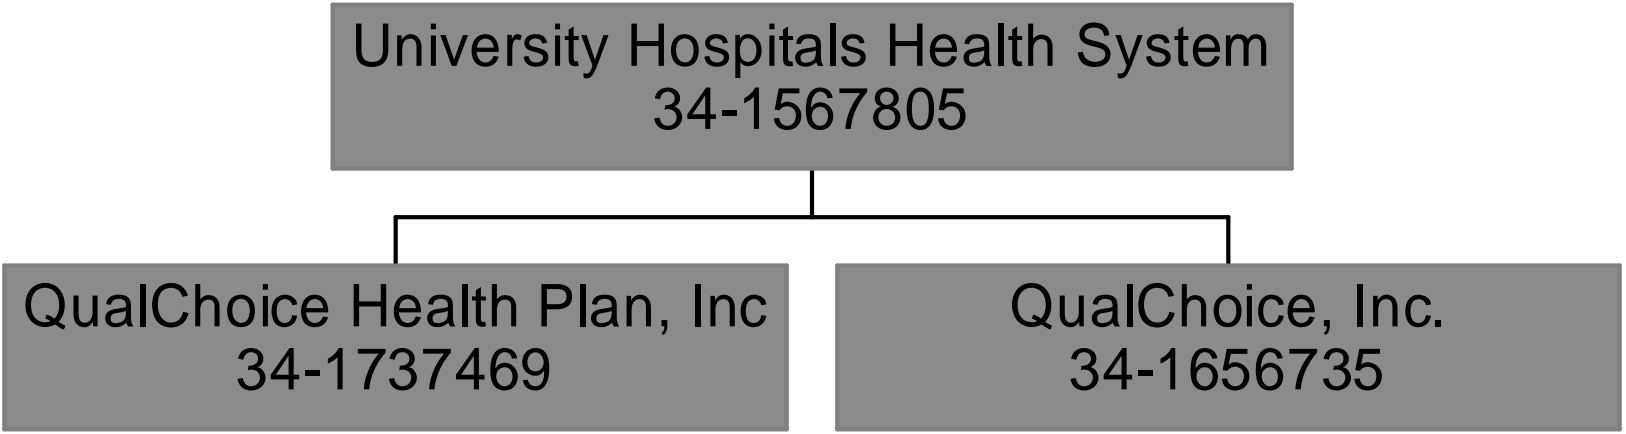 University Hospitals Health System
34-1567805
QualChoice Health Plan, Inc
34-1737469
QualChoice, Inc.
34-1656735